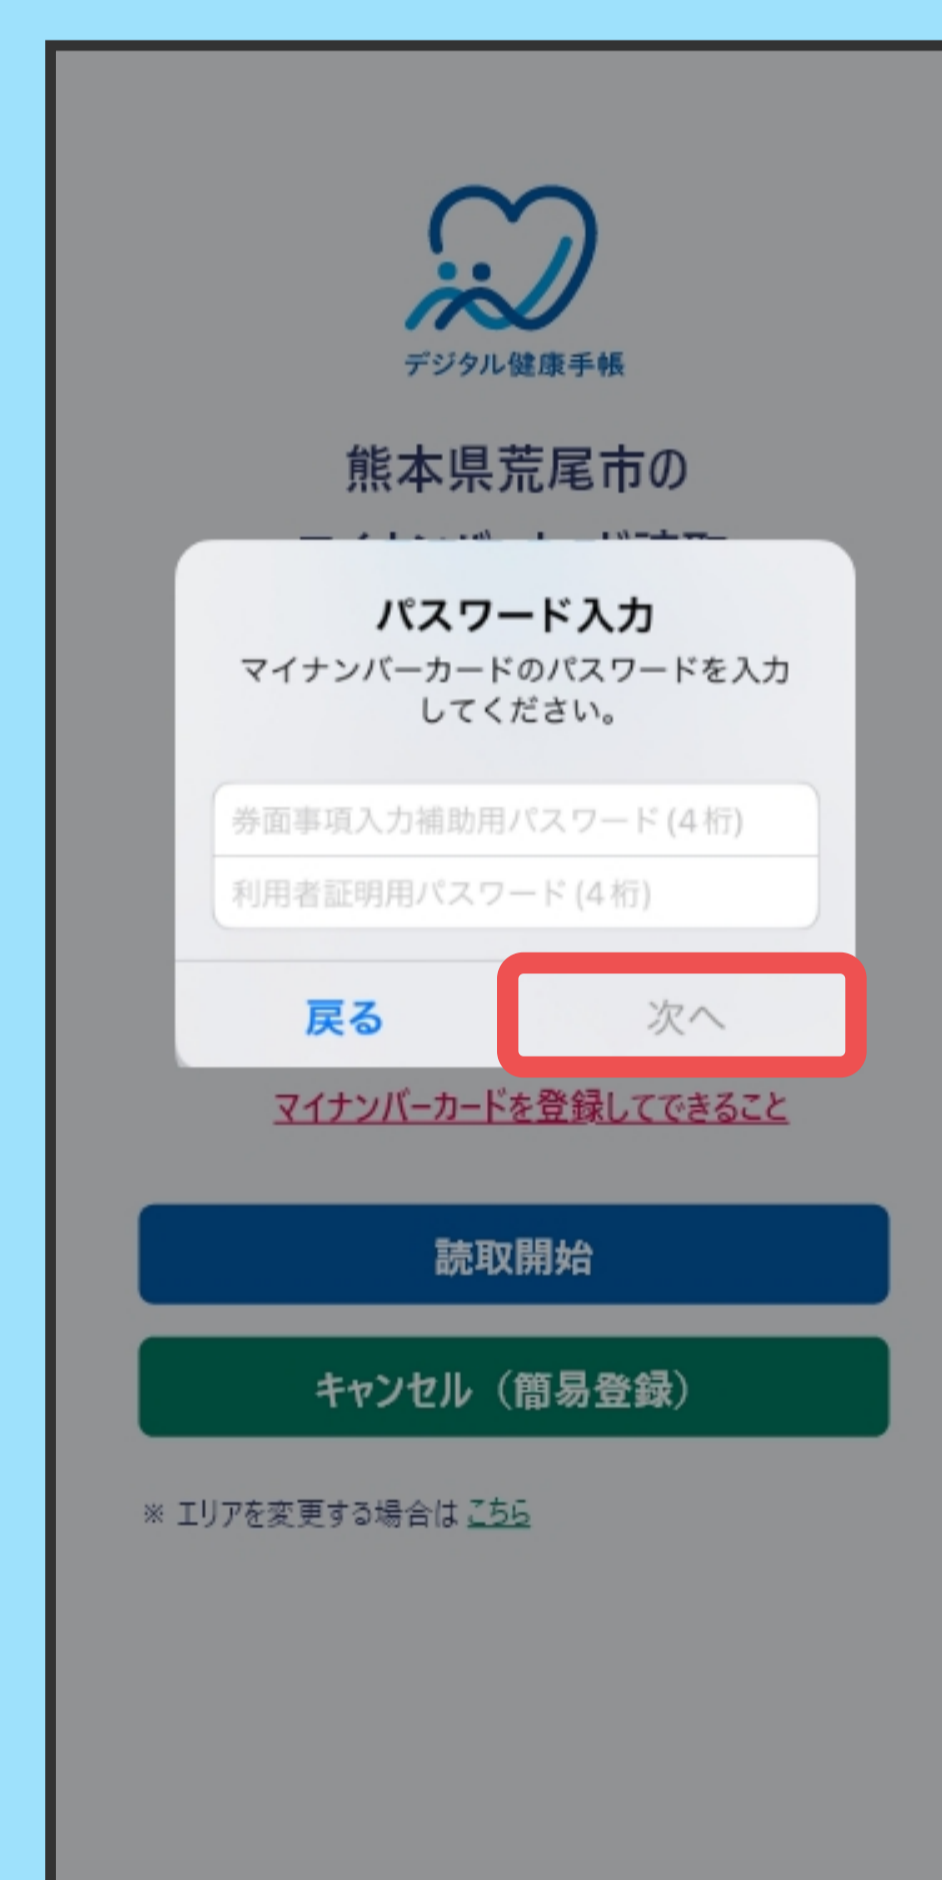 デジタル健康手帳
熊本県荒尾市の
パスワード入力
マイナンバーカードのパスワードを入力
してください。
券面事項入力補助用パスワード (4桁)
利用者証明用パスワード (4桁)
戻る
次へ
マイナンバーカードを登録してできること
読取開始
キャンセル（簡易登録）
※ エリアを変更する場合は こちら